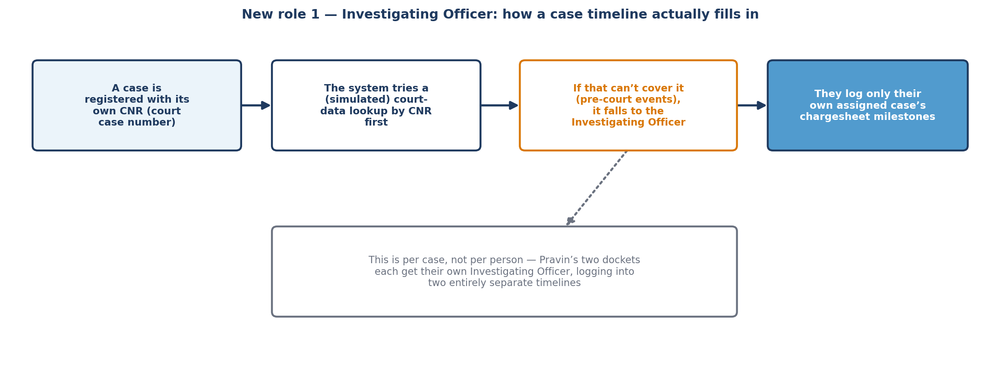 New role 1 — Investigating Officer: how a case timeline actually fills in
A case is
registered with its
own CNR (court
case number)
The system tries a
(simulated) court-
data lookup by CNR
first
If that can’t cover it
(pre-court events),
it falls to the
Investigating Officer
They log only their
own assigned case’s
chargesheet milestones
This is per case, not per person — Pravin’s two dockets
each get their own Investigating Officer, logging into
two entirely separate timelines